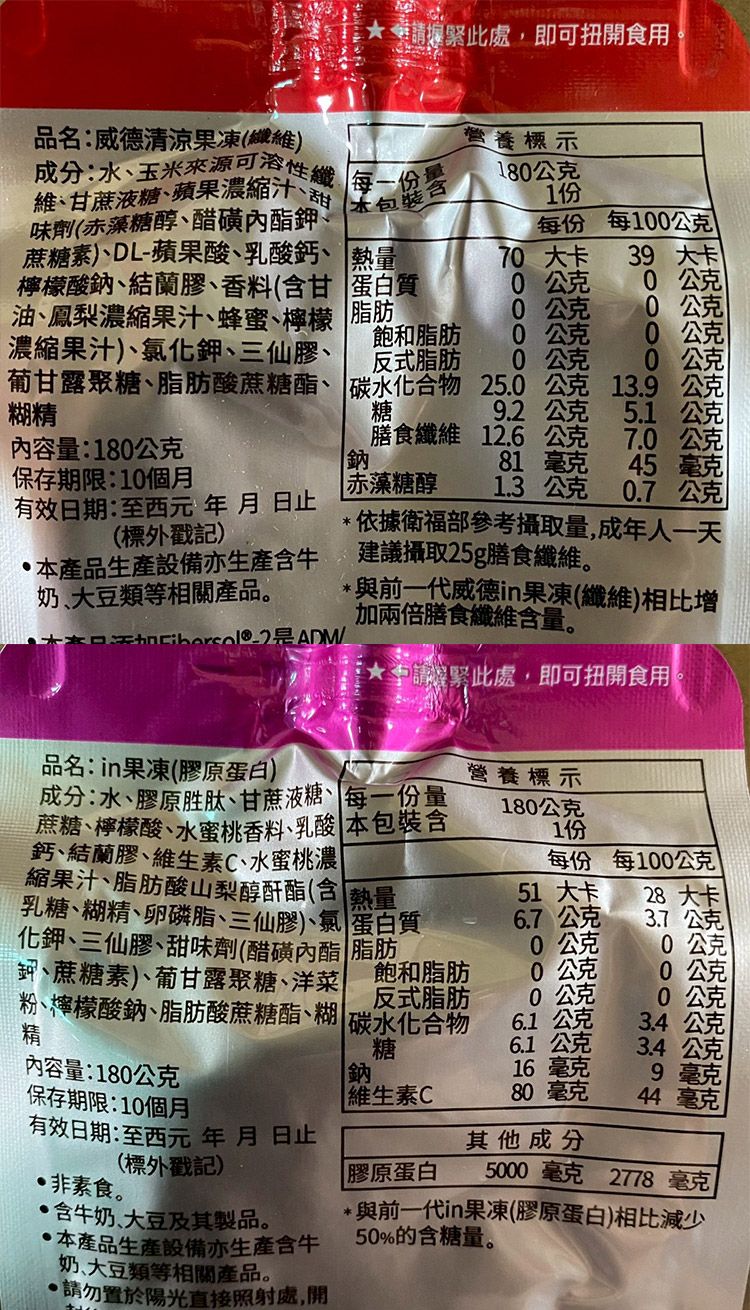 ★←請握緊此處，即可扭開食用。
品名：威德清涼果凍(纖維)
成分：水、玉米來源可溶性纖
維、甘蔗液糖、蘋果濃縮汁、甜
味劑(赤藻糖醇、醋磺內酯鉀、
蔗糖素)、DL-蘋果酸、乳酸鈣、
檸檬酸鈉、結蘭膠、香料(含甘
油、鳳梨濃縮果汁、蜂蜜、檸檬
濃縮果汁)、氯化鉀、三仙膠、
葡甘露聚糖、脂肪酸蔗糖酯、
糊精
內容量：180公克
保存期限：10個月
有效日期：至西元 年 月 日止
(標外戳記)
•本產品生產設備亦生產含牛
奶、大豆類等相關產品。
•本產品添加Fibersol®-2是ADM/
營養標示
每一份量 180公克
本包裝含 1份
每份 每100公克
熱量 70 大卡 39 大卡
蛋白質 0 公克 0 公克
脂肪 0 公克 0 公克
飽和脂肪 0 公克 0 公克
反式脂肪 0 公克 0 公克
碳水化合物 25.0 公克 13.9 公克
糖 9.2 公克 5.1 公克
膳食纖維 12.6 公克 7.0 公克
鈉 81 毫克 45 毫克
赤藻糖醇 1.3 公克 0.7 公克
*依據衛福部參考攝取量,成年人一天
建議攝取25g膳食纖維。
*與前一代威德in果凍(纖維)相比增
加兩倍膳食纖維含量。
★←請握緊此處，即可扭開食用。
品名：in果凍(膠原蛋白)
成分：水、膠原胜肽、甘蔗液糖、
蔗糖、檸檬酸、水蜜桃香料、乳酸
鈣、結蘭膠、維生素C、水蜜桃濃
縮果汁、脂肪酸山梨醇酐酯(含
乳糖、糊精、卵磷脂、三仙膠)、氯
化鉀、三仙膠、甜味劑(醋磺內酯
鉀、蔗糖素)、葡甘露聚糖、洋菜
粉、檸檬酸鈉、脂肪酸蔗糖酯、糊
精
內容量：180公克
保存期限：10個月
有效日期：至西元 年 月 日止
(標外戳記)
•非素食。
•含牛奶、大豆及其製品。
•本產品生產設備亦生產含牛
奶、大豆類等相關產品。
•請勿置於陽光直接照射處,開
營養標示
每一份量 180公克
本包裝含 1份
每份 每100公克
熱量 51 大卡 28 大卡
蛋白質 6.7 公克 3.7 公克
脂肪 0 公克 0 公克
飽和脂肪 0 公克 0 公克
反式脂肪 0 公克 0 公克
碳水化合物 6.1 公克 3.4 公克
糖 6.1 公克 3.4 公克
鈉 16 毫克 9 毫克
維生素C 80 毫克 44 毫克
其他成分
膠原蛋白 5000 毫克 2778 毫克
*與前一代in果凍(膠原蛋白)相比減少
50%的含糖量。